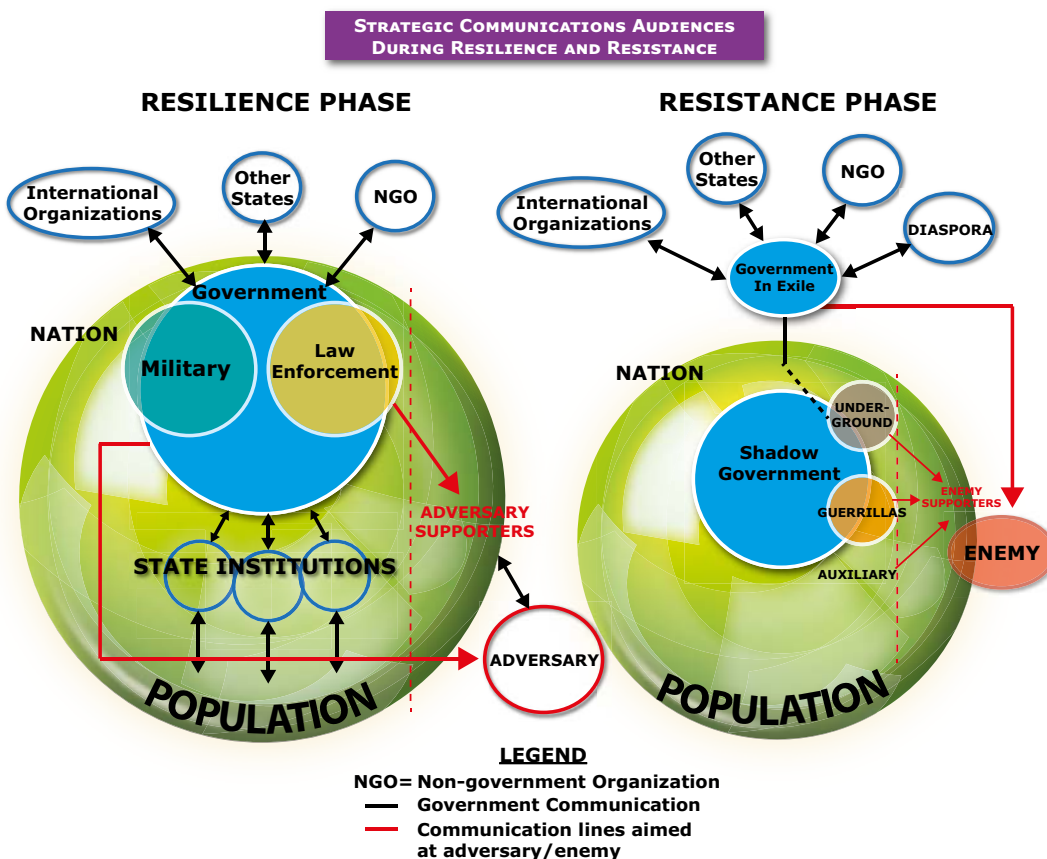 STRATEGIC COMMUNICATIONS AUDIENCES
DURING RESILIENCE AND RESISTANCE
RESILIENCE PHASE
International
Organizations
Other
States
NGO
Government
NATION
Military
Law
Enforcement
ADVERSARY
SUPPORTERS
STATE INSTITUTIONS
ADVERSARY
POPULATION
RESISTANCE PHASE
International
Organizations
Other
States
NGO
DIASPORA
Government
In Exile
NATION
UNDER-
GROUND
Shadow
Government
ENEMY
SUPPORTERS
GUERRILLAS
ENEMY
AUXILIARY
POPULATION
LEGEND
NGO= Non-government Organization
Government Communication
Communication lines aimed
at adversary/enemy